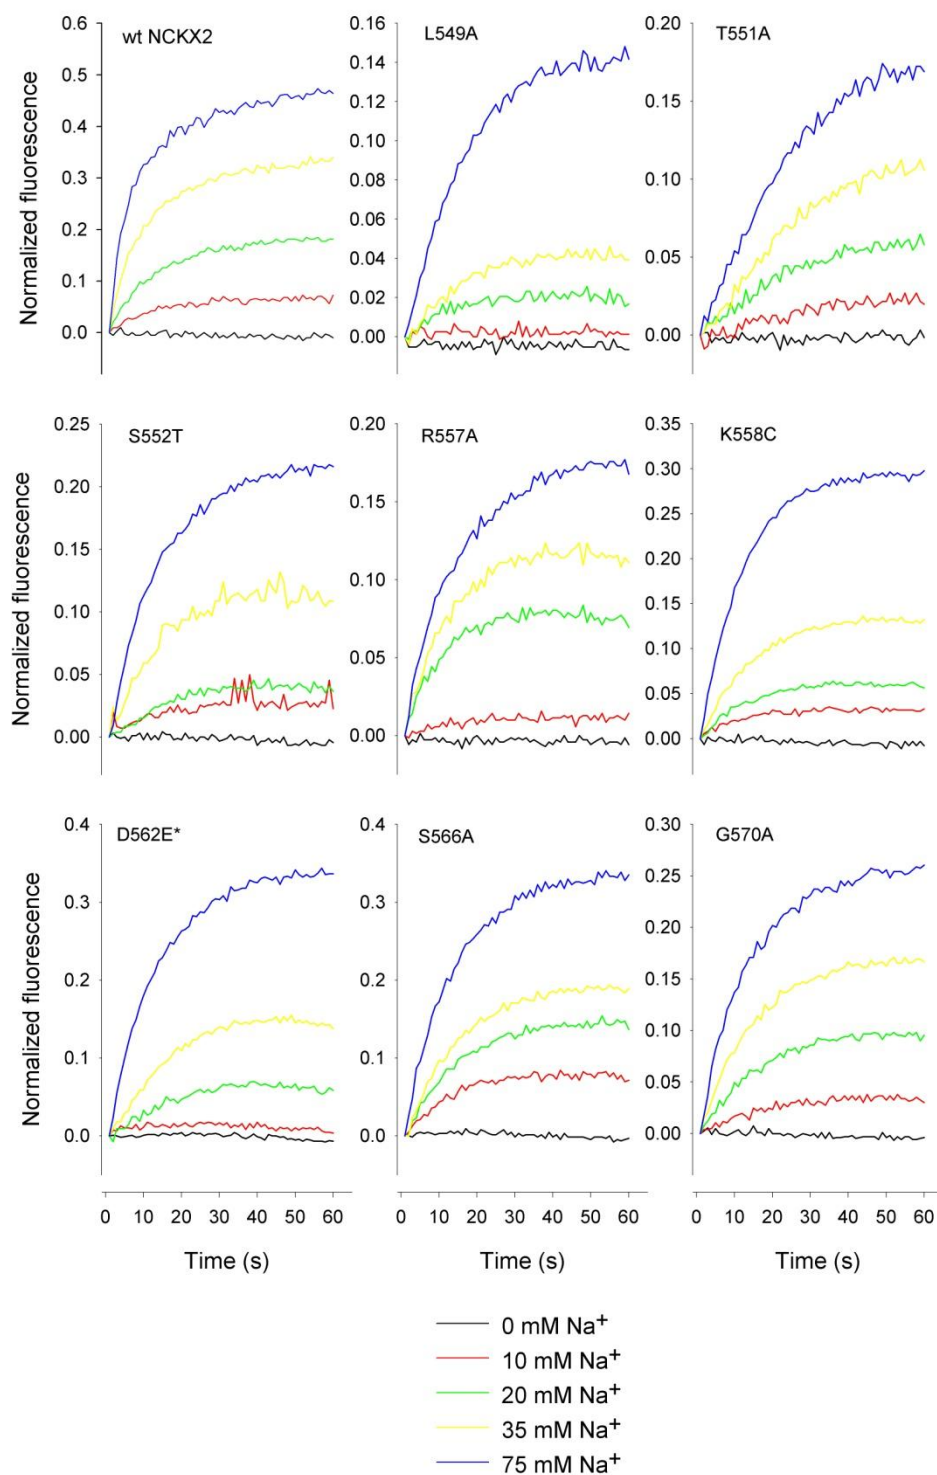 wt NCKX2
L549A
T551A
Normalized fluorescence
0.6
0.5
0.4
0.3
0.2
0.1
0.0
0.16
0.14
0.12
0.10
0.08
0.06
0.04
0.02
0.00
0.20
0.15
0.10
0.05
0.00
S552T
R557A
K558C
Normalized fluorescence
0.25
0.20
0.15
0.10
0.05
0.00
0.20
0.15
0.10
0.05
0.00
0.35
0.30
0.25
0.20
0.15
0.10
0.05
0.00
D562E*
S566A
G570A
Normalized fluorescence
0.4
0.3
0.2
0.1
0.0
0.4
0.3
0.2
0.1
0.0
0.30
0.25
0.20
0.15
0.10
0.05
0.00
0 10 20 30 40 50 60
0 10 20 30 40 50 60
0 10 20 30 40 50 60
Time (s)
Time (s)
Time (s)
0 mM Na⁺
10 mM Na⁺
20 mM Na⁺
35 mM Na⁺
75 mM Na⁺